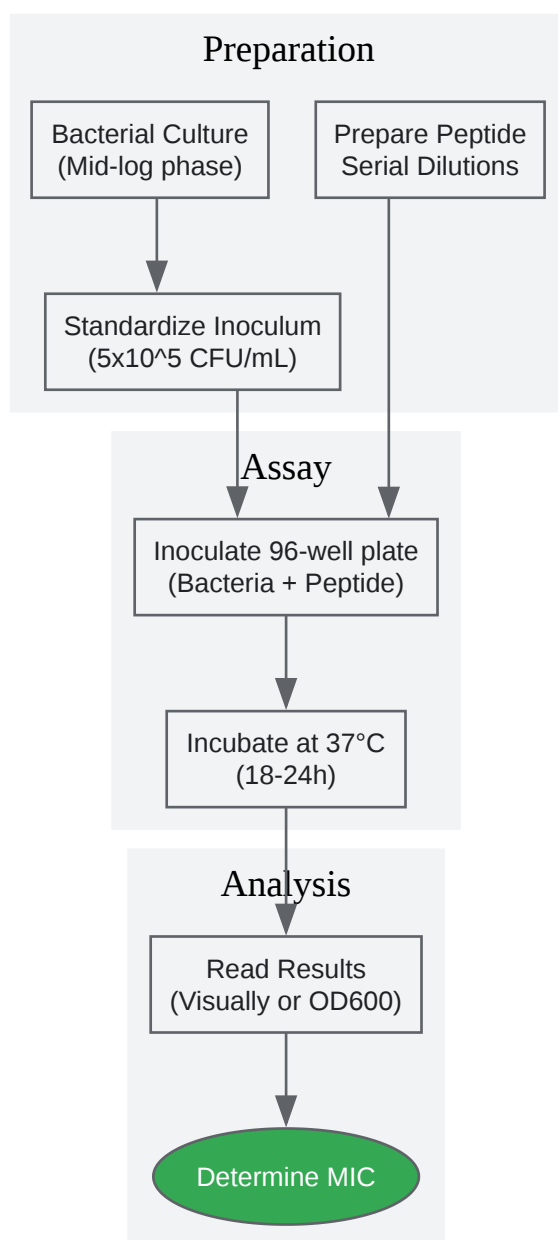 Preparation
Bacterial Culture
(Mid-log phase)
Prepare Peptide
Serial Dilutions
Standardize Inoculum
(5x10^5 CFU/mL)
Assay
Inoculate 96-well plate
(Bacteria + Peptide)
Incubate at 37°C
(18-24h)
Analysis
Read Results
(Visually or OD600)
Determine MIC